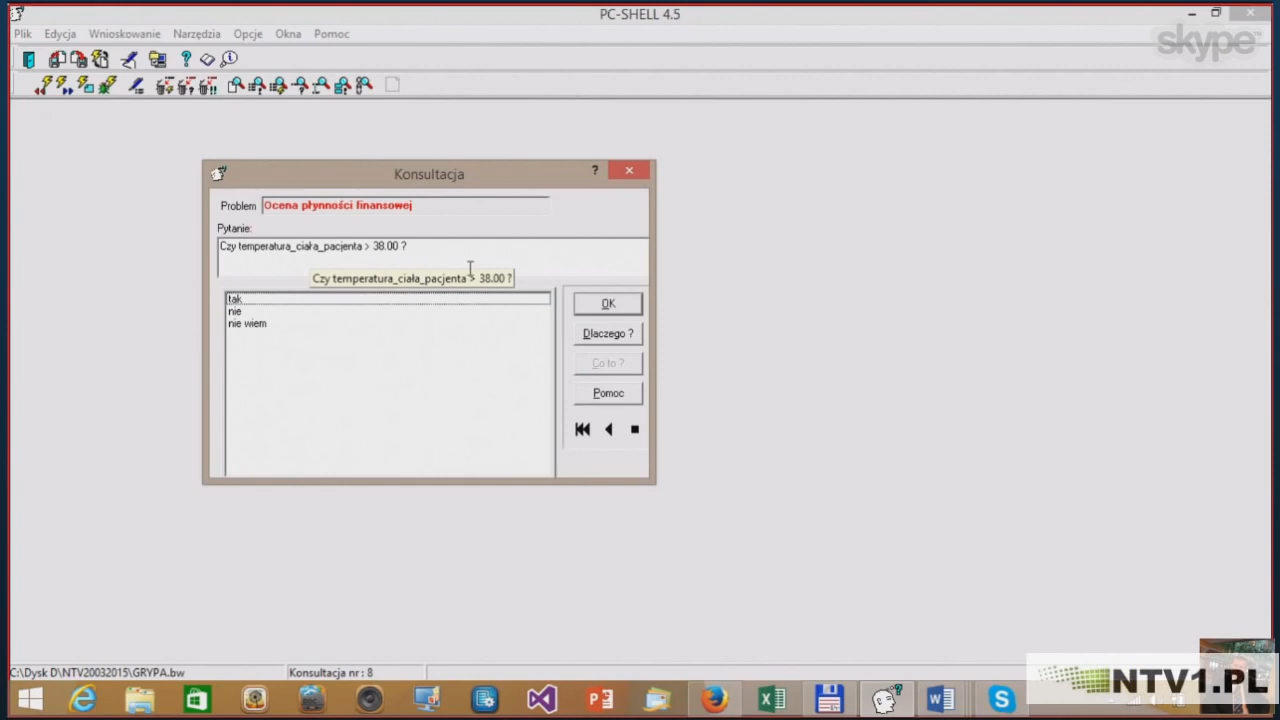 PC-SHELL 4.5
Plik Edycja Wnioskowanie Narzędzia Opcje Okna Pomoc
skype™
Konsultacja
Problem Ocena płynności finansowej
Pytanie:
Czy temperatura_ciała_pacjenta > 38.00 ?
Czy temperatura_ciała_pacjenta > 38.00 ?
tak
nie
nie wiem
OK
Dlaczego ?
Co to ?
Pomoc
C:\Dysk D\NTV20032015\GRYPA.bw Konsultacja nr : 8
NTV1.PL